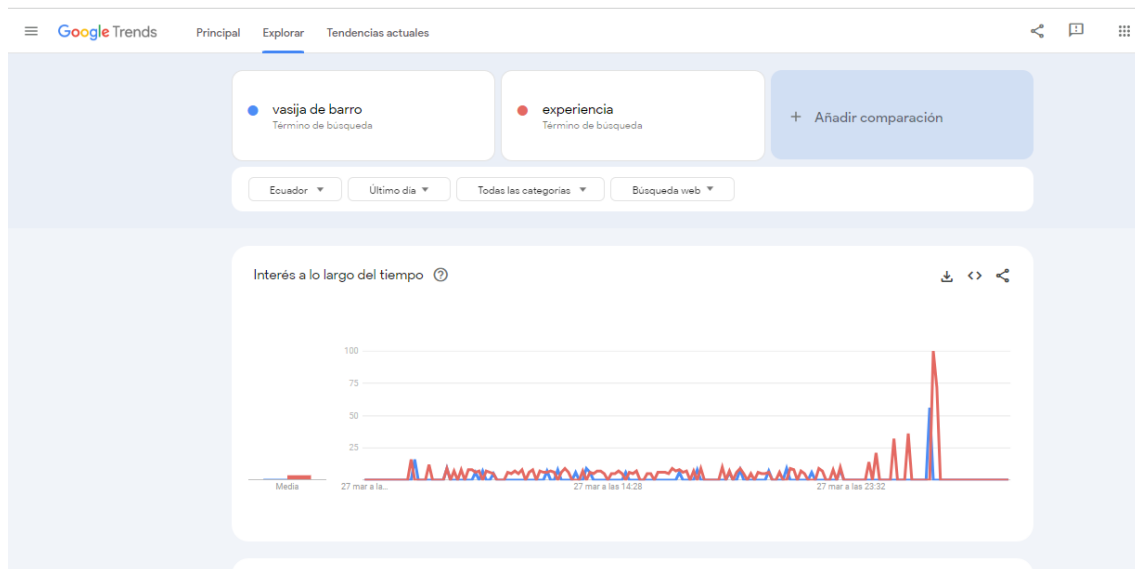 Google Trends
Principal
Explorar
Tendencias actuales
vasija de barro
Término de búsqueda
experiencia
Término de búsqueda
+ Añadir comparación
Ecuador
Último día
Todas las categorías
Búsqueda web
Interés a lo largo del tiempo
100
75
50
25
Media
27 mar a la...
27 mar a las 14:28
27 mar a las 23:32